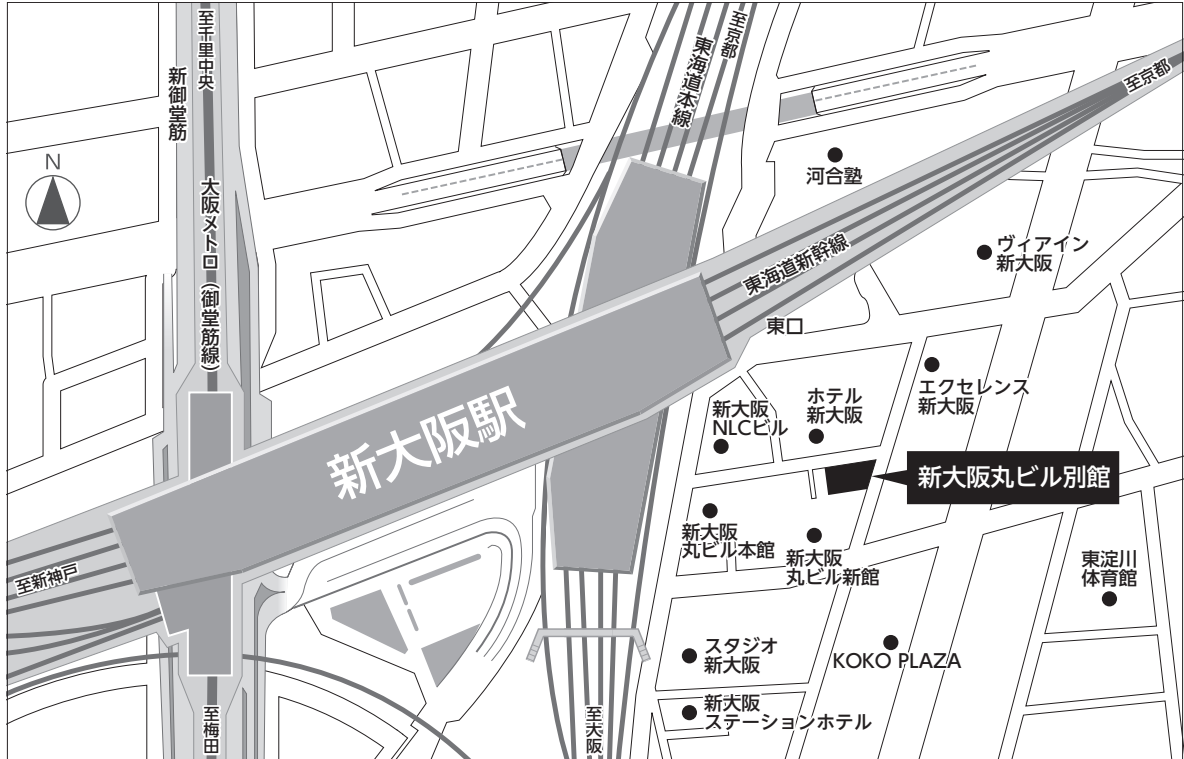 至千里中央
新御堂筋
大阪メトロ（御堂筋線）
N
東海道本線
至京都
至京都
河合塾
東海道新幹線
ヴィアイン
新大阪
東口
エクセレンス
新大阪
ホテル
新大阪
新大阪
NLCビル
新大阪駅
新大阪丸ビル別館
新大阪
丸ビル本館
新大阪
丸ビル新館
東淀川
体育館
至新神戸
スタジオ
新大阪
KOKO PLAZA
新大阪
ステーションホテル
至梅田
至大阪